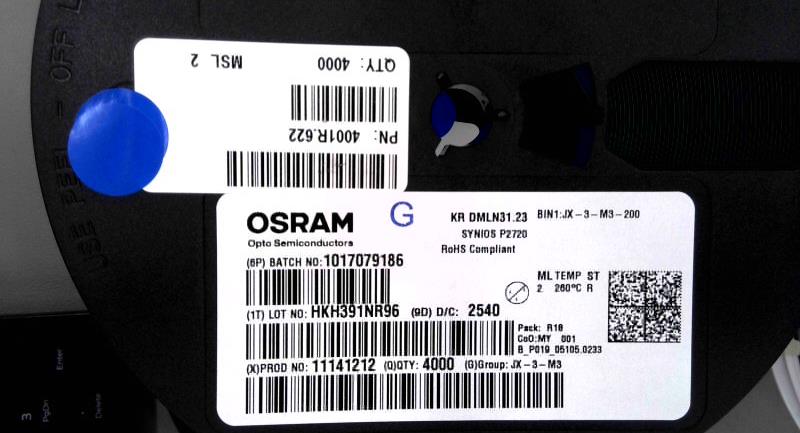 QTY: 4000 MSL 2
PN: 4001R.622
OSRAM
Opto Semiconductors
G
KR DMLN31.23 BIN1:JX-3-M3-200
SYNIOS P2720
RoHS Compliant
(6P) BATCH NO:1017079186
ML TEMP ST
2 260°C R
(1T) LOT NO: HKH391NR96 (9D) D/C: 2540
Pack: R18
CoO:MY 001
B_P019_05105.0233
(X)PROD NO: 11141212 (Q)QTY: 4000 (G)Group: JX-3-M3
USE PEEL - OFF L
Enter
3 PgDn
. Delete